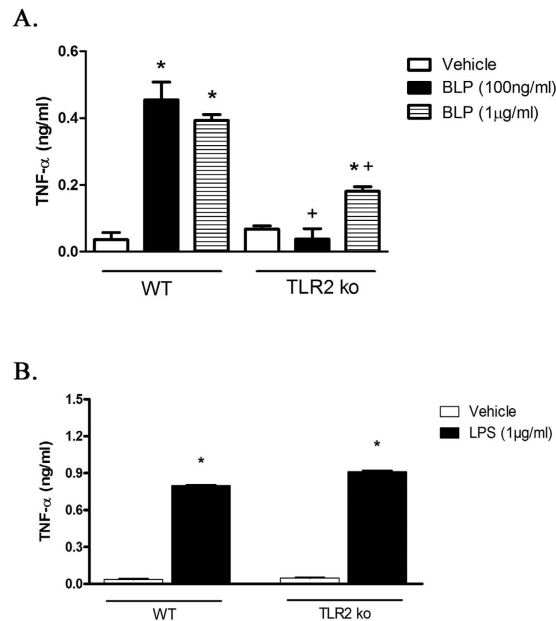 A.
0.6
0.4
0.2
0.0
TNF-α (ng/ml)
* * + * +
Vehicle
BLP (100ng/ml)
BLP (1μg/ml)
WT TLR2 ko
B.
1.5
1.2
0.9
0.6
0.3
0.0
TNF-α (ng/ml)
* *
Vehicle
LPS (1μg/ml)
WT TLR2 ko